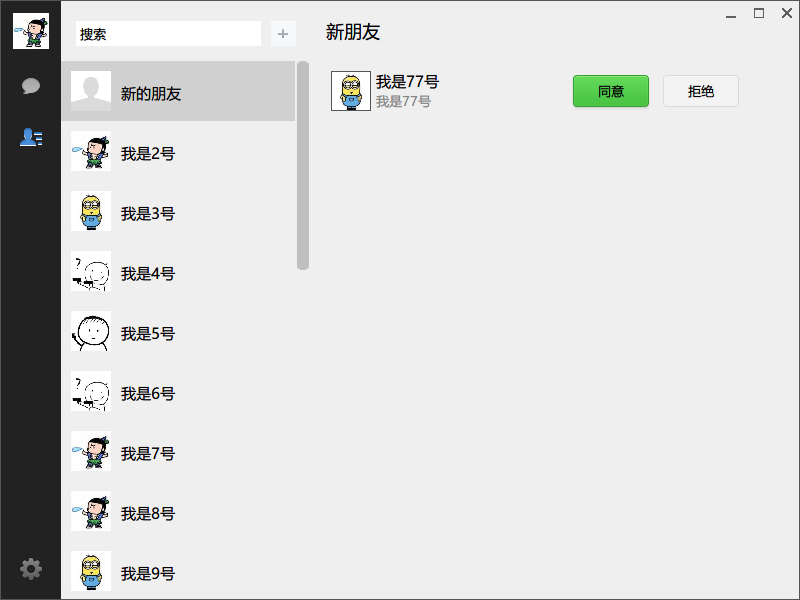 搜索
新的朋友
我是2号
我是3号
我是4号
我是5号
我是6号
我是7号
我是8号
我是9号
新朋友
我是77号
我是77号
同意
拒绝